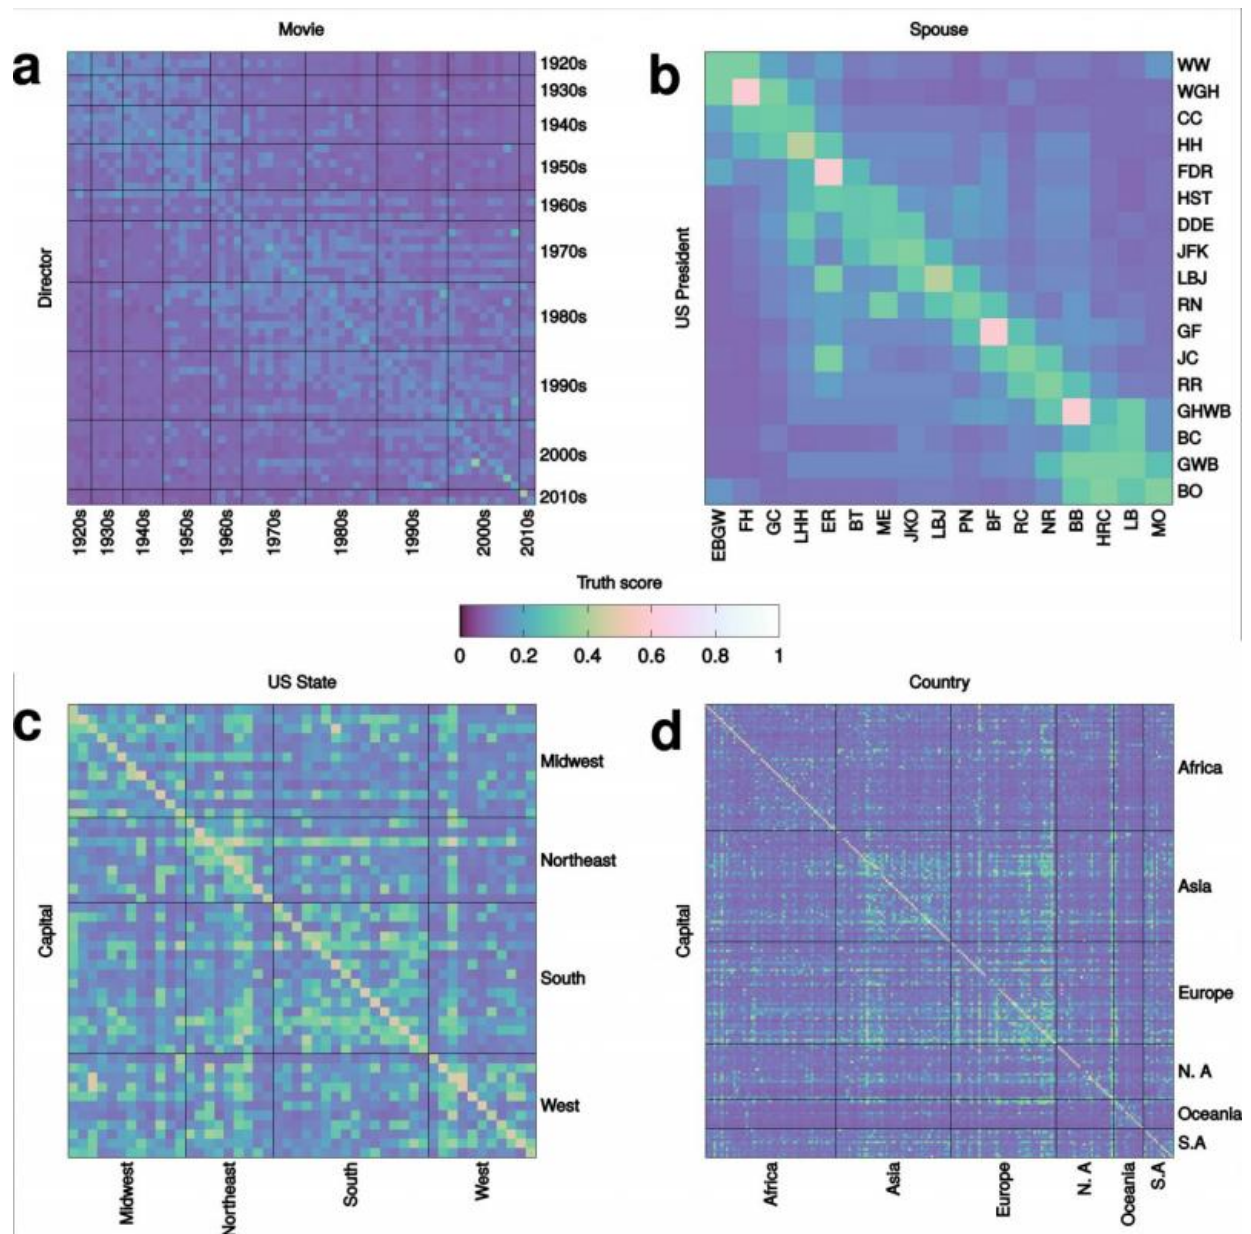 Movie
a
Director
1920s
1930s
1940s
1950s
1960s
1970s
1980s
1990s
2000s
2010s
1920s
1930s
1940s
1950s
1960s
1970s
1980s
1990s
2000s
2010s
Spouse
b
US President
WW
WGH
CC
HH
FDR
HST
DDE
JFK
LBJ
RN
GF
JC
RR
GHWB
BC
GWB
BO
EBGW
FH
GC
LHH
ER
BT
ME
JKO
LBJ
PN
BF
RC
NR
BB
HRC
LB
MO
Truth score
0 0.2 0.4 0.6 0.8 1
US State
c
Capital
Midwest
Northeast
South
West
Midwest
Northeast
South
West
Country
d
Capital
Africa
Asia
Europe
N. A
Oceania
S.A
Africa
Asia
Europe
N. A
Oceania
S.A